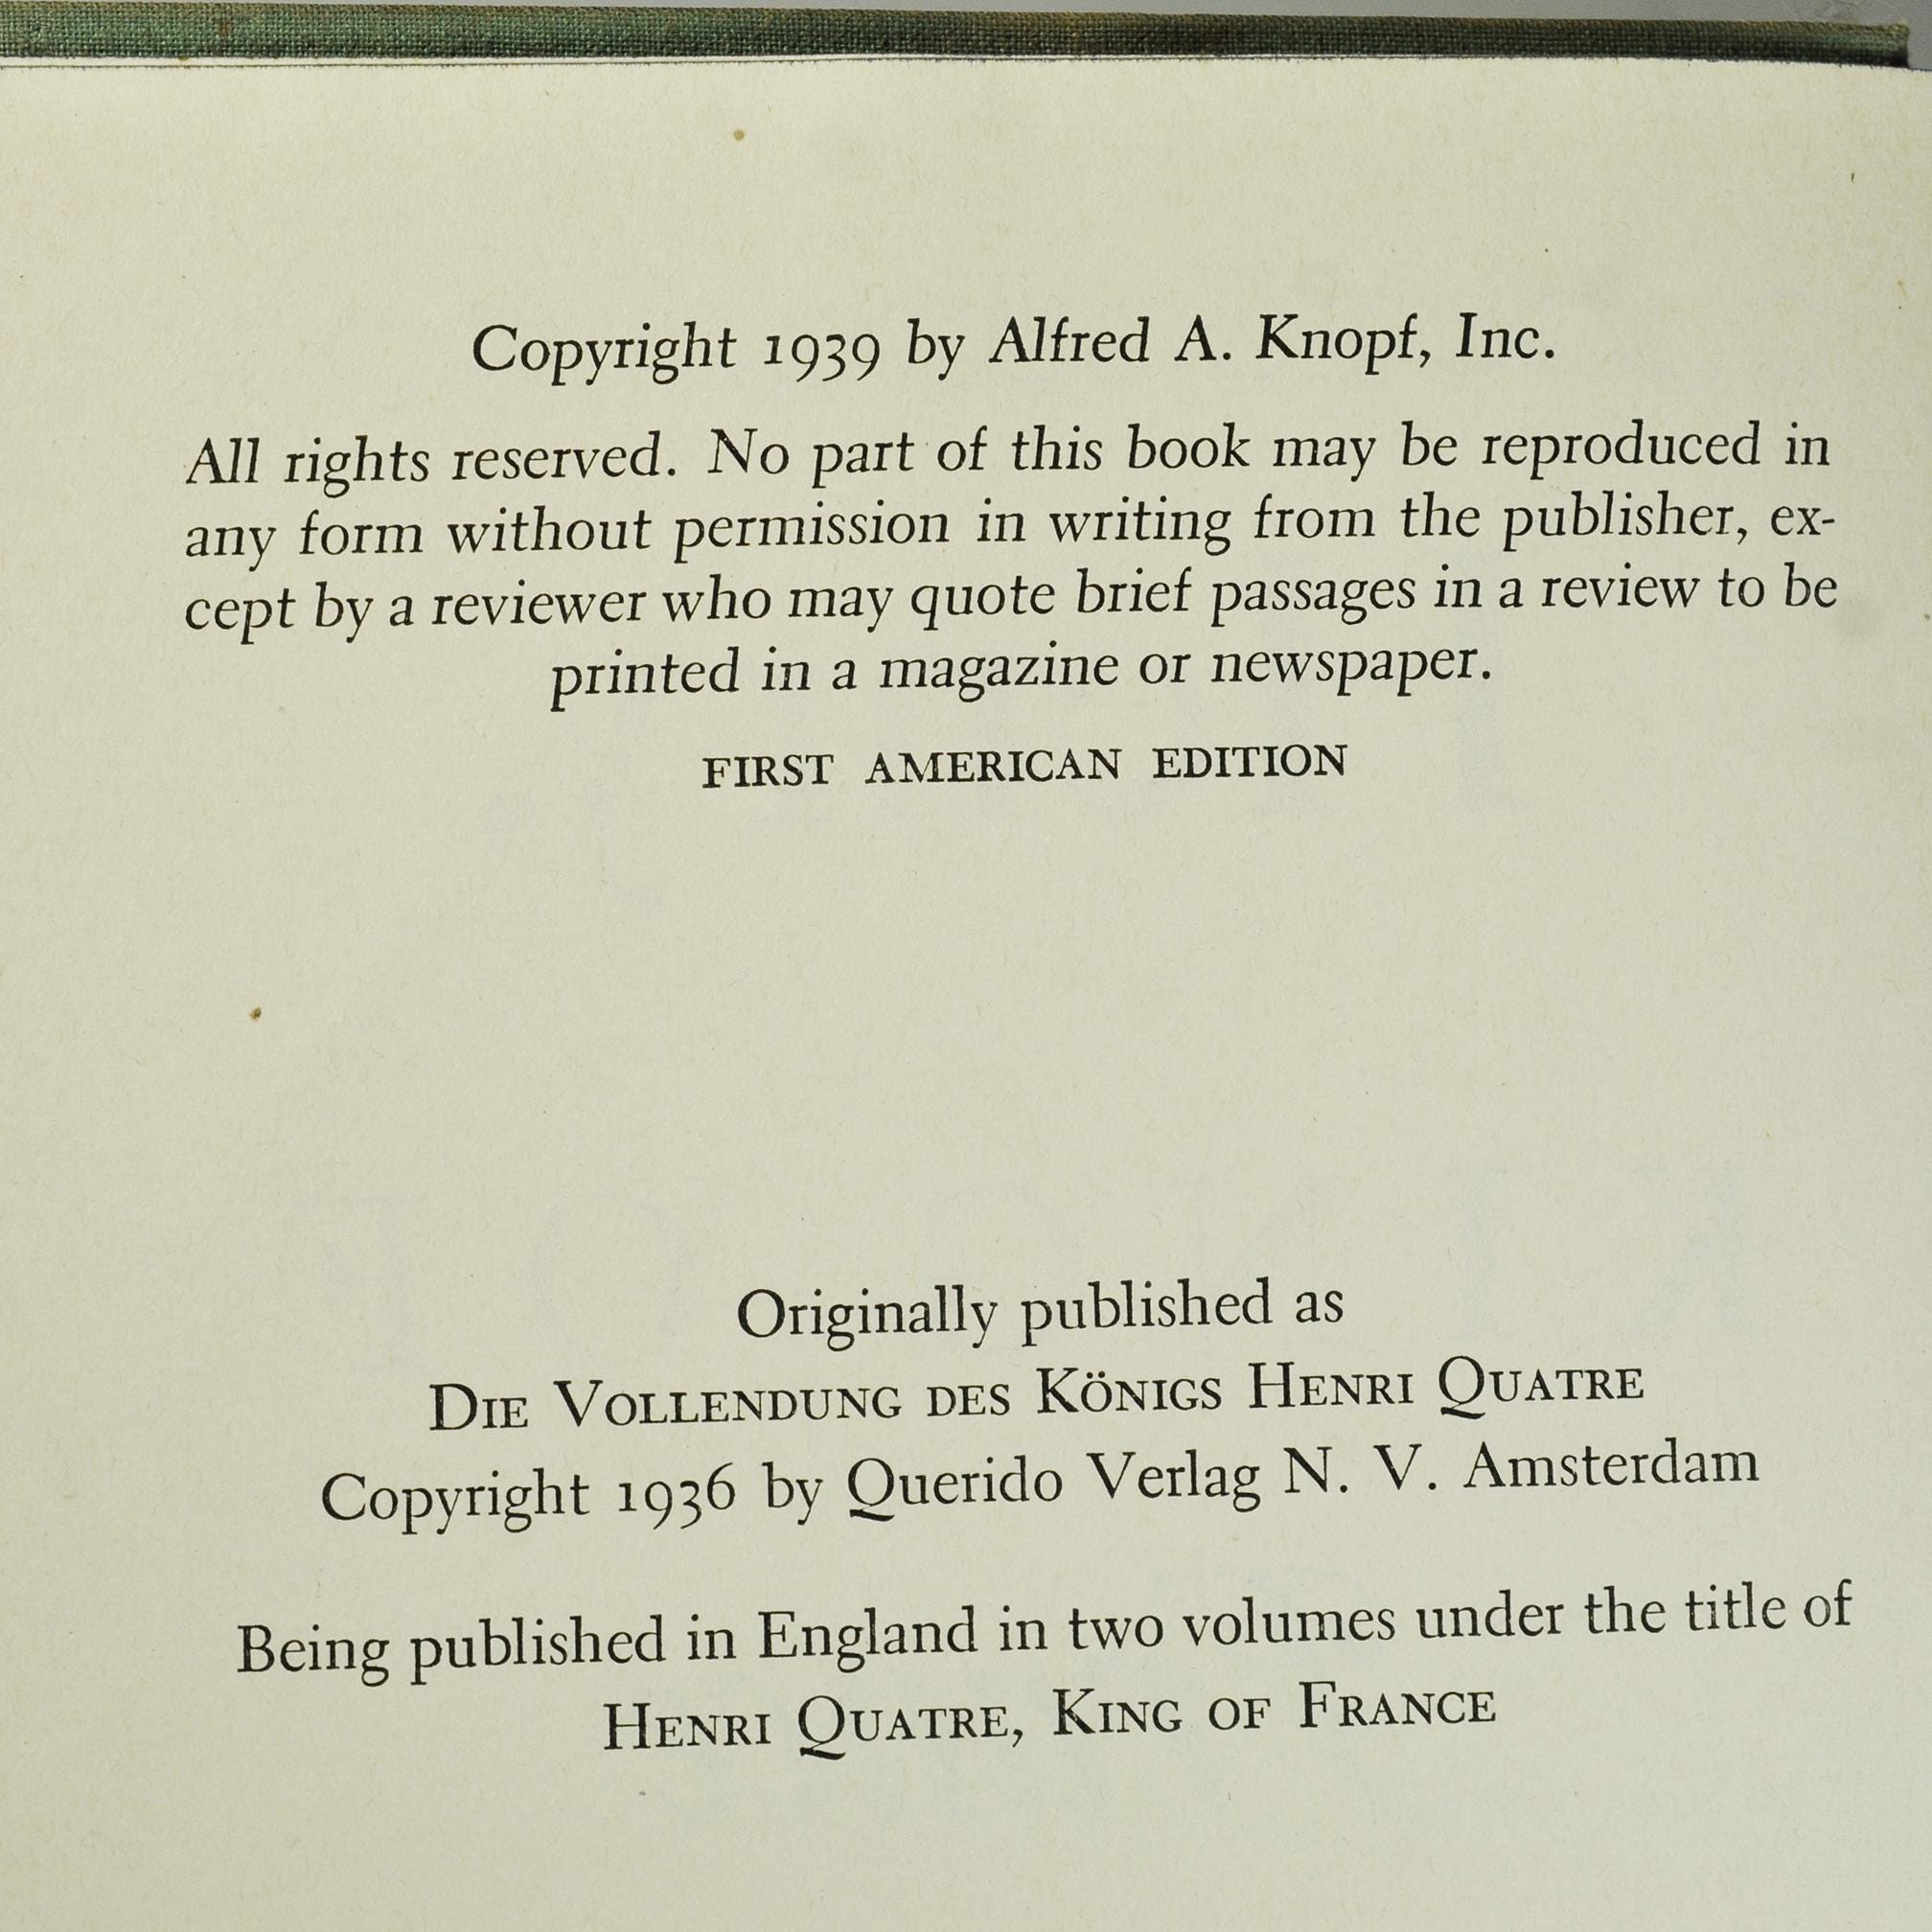 Copyright 1939 by Alfred A. Knopf, Inc.
All rights reserved. No part of this book may be reproduced in
any form without permission in writing from the publisher, ex-
cept by a reviewer who may quote brief passages in a review to be
printed in a magazine or newspaper.
FIRST AMERICAN EDITION
Originally published as
DIE VOLLENDUNG DES KÖNIGS HENRI QUATRE
Copyright 1936 by Querido Verlag N. V. Amsterdam
Being published in England in two volumes under the title of
HENRI QUATRE, KING OF FRANCE